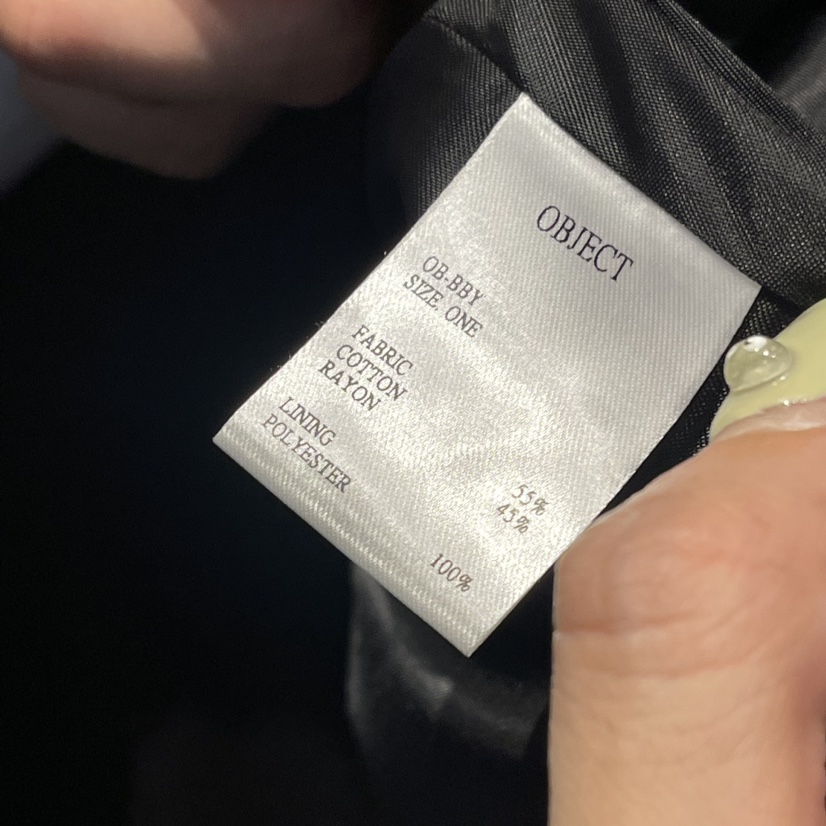 OBJECT
OB-BBY
SIZE. ONE
FABRIC
COTTON 55%
RAYON 45%
LINING
POLYESTER 100%